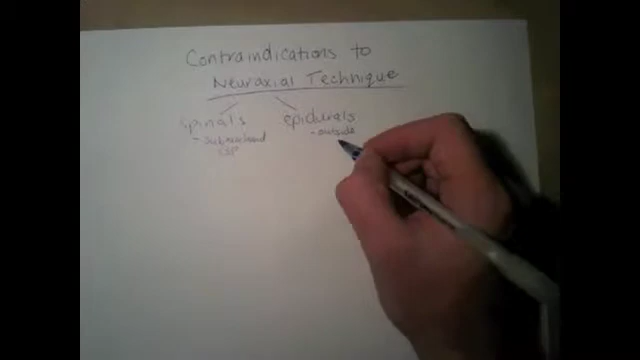 Contraindications to
Neuraxial Technique
Spinals epidurals
- subarachnoid - outside
CSF